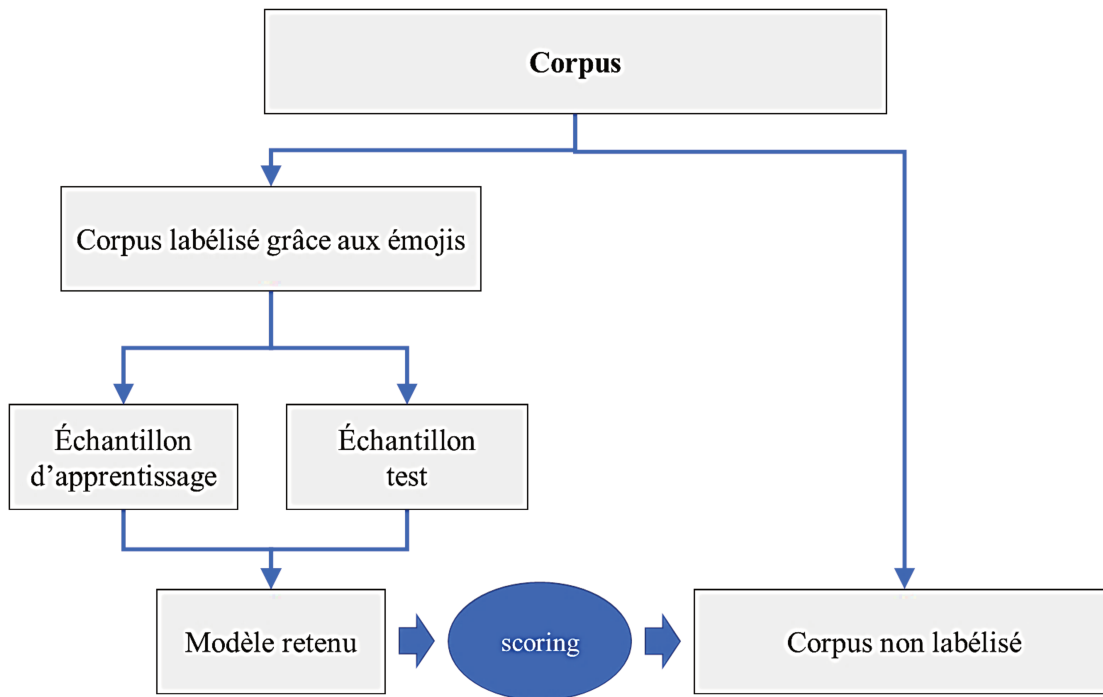 Corpus
Corpus labélisé grâce aux émojis
Échantillon
d’apprentissage
Échantillon
test
Modèle retenu
scoring
Corpus non labélisé